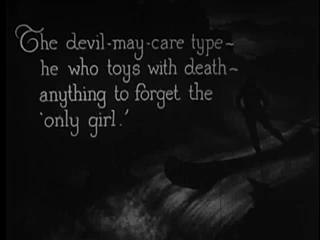 The devil-may-care type~
he who toys with death~
anything to forget the
'only girl.'